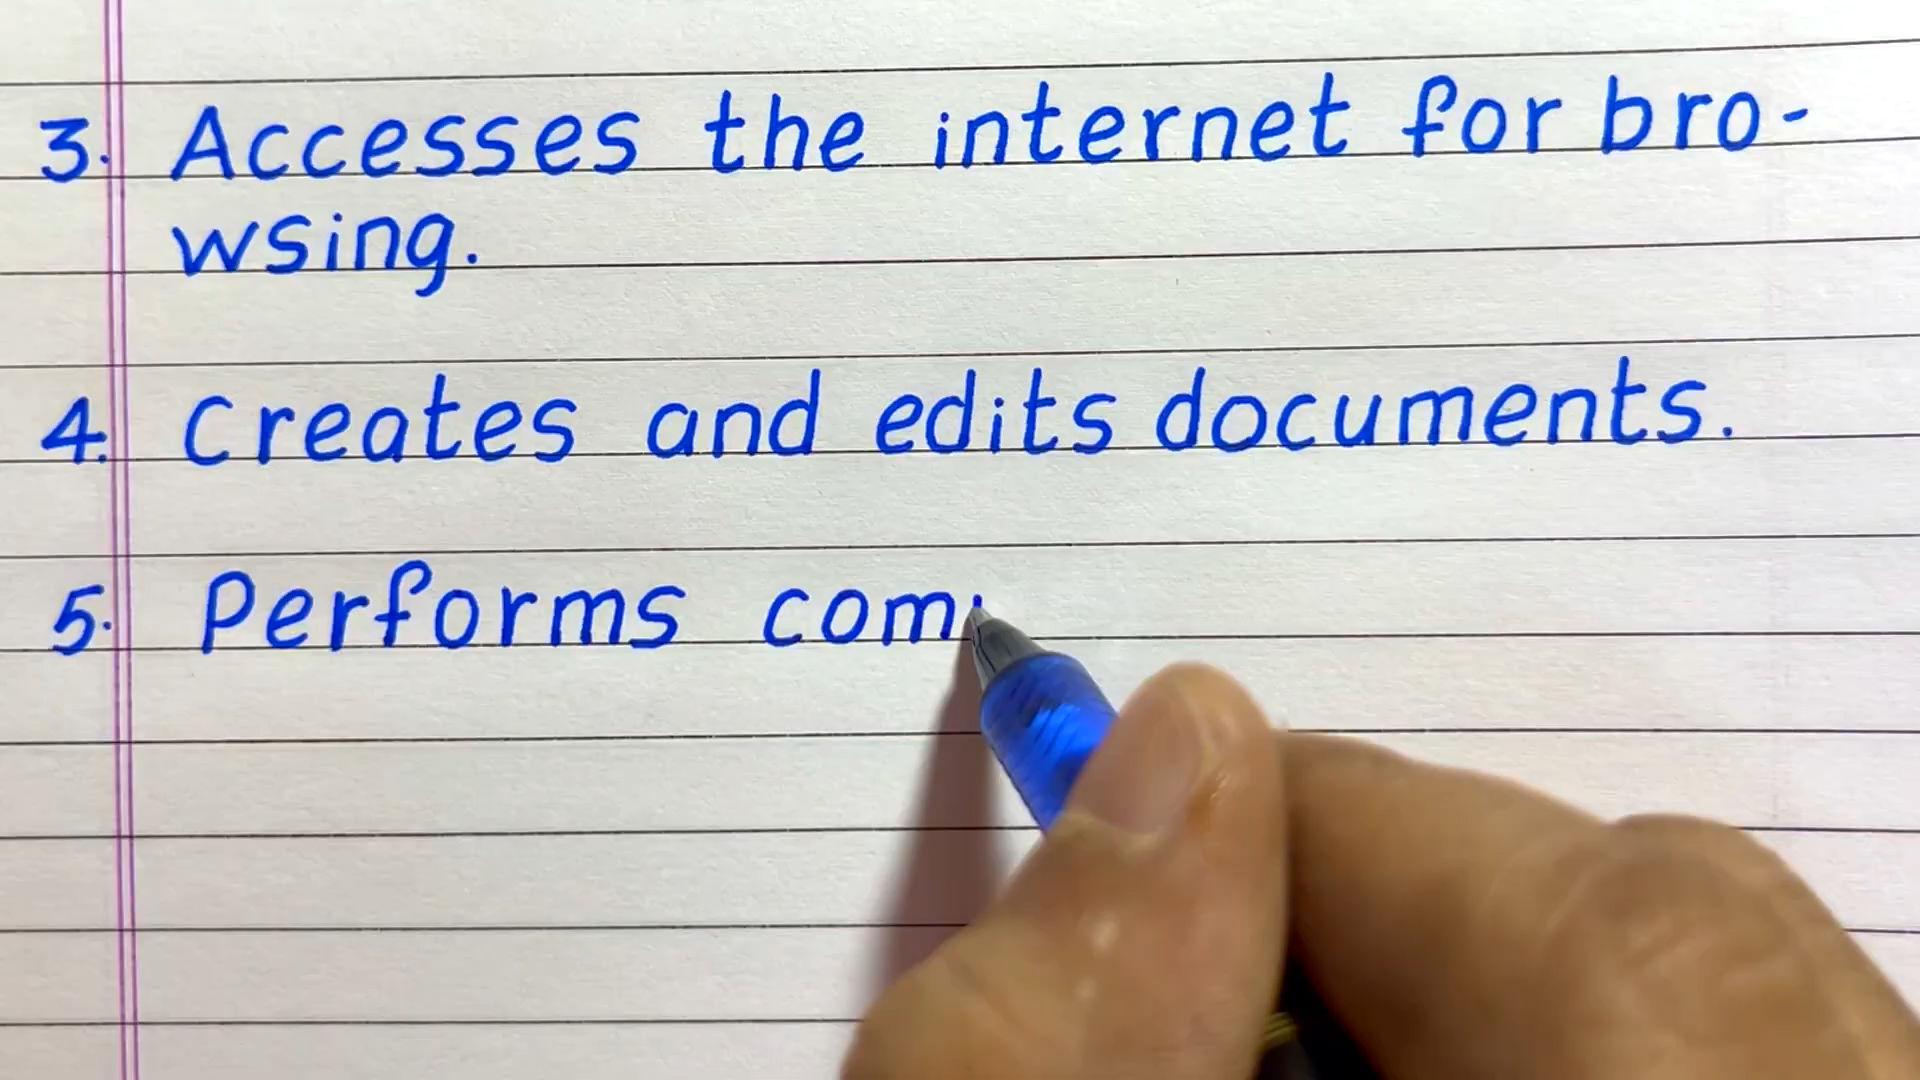 3. Accesses the internet for bro-
wsing.
4. Creates and edits documents.
5. Performs com